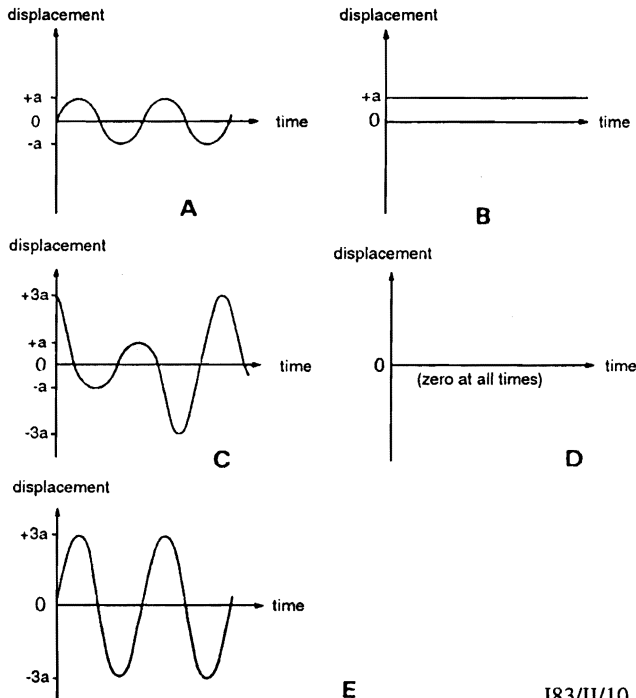 displacement
+a
0
-a
time
A
displacement
+a
0
time
B
displacement
+3a
+a
0
-a
-3a
time
C
displacement
0
time
(zero at all times)
D
displacement
+3a
0
-3a
time
E
J83/II/10